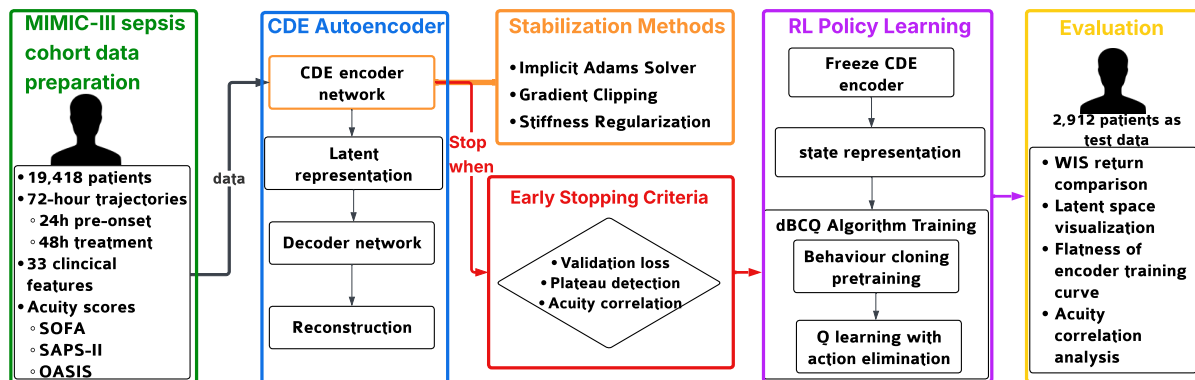 MIMIC-III sepsis
cohort data
preparation
• 19,418 patients
• 72-hour trajectories
◦ 24h pre-onset
◦ 48h treatment
• 33 clincical
features
• Acuity scores
◦ SOFA
◦ SAPS-II
◦ OASIS
data
CDE Autoencoder
CDE encoder
network
Latent
representation
Decoder network
Reconstruction
Stop
when
Stabilization Methods
• Implicit Adams Solver
• Gradient Clipping
• Stiffness Regularization
Early Stopping Criteria
• Validation loss
• Plateau detection
• Acuity correlation
RL Policy Learning
Freeze CDE
encoder
state representation
dBCQ Algorithm Training
Behaviour cloning
pretraining
Q learning with
action elimination
Evaluation
2,912 patients as
test data
• WIS return
comparison
• Latent space
visualization
• Flatness of
encoder training
curve
• Acuity
correlation
analysis